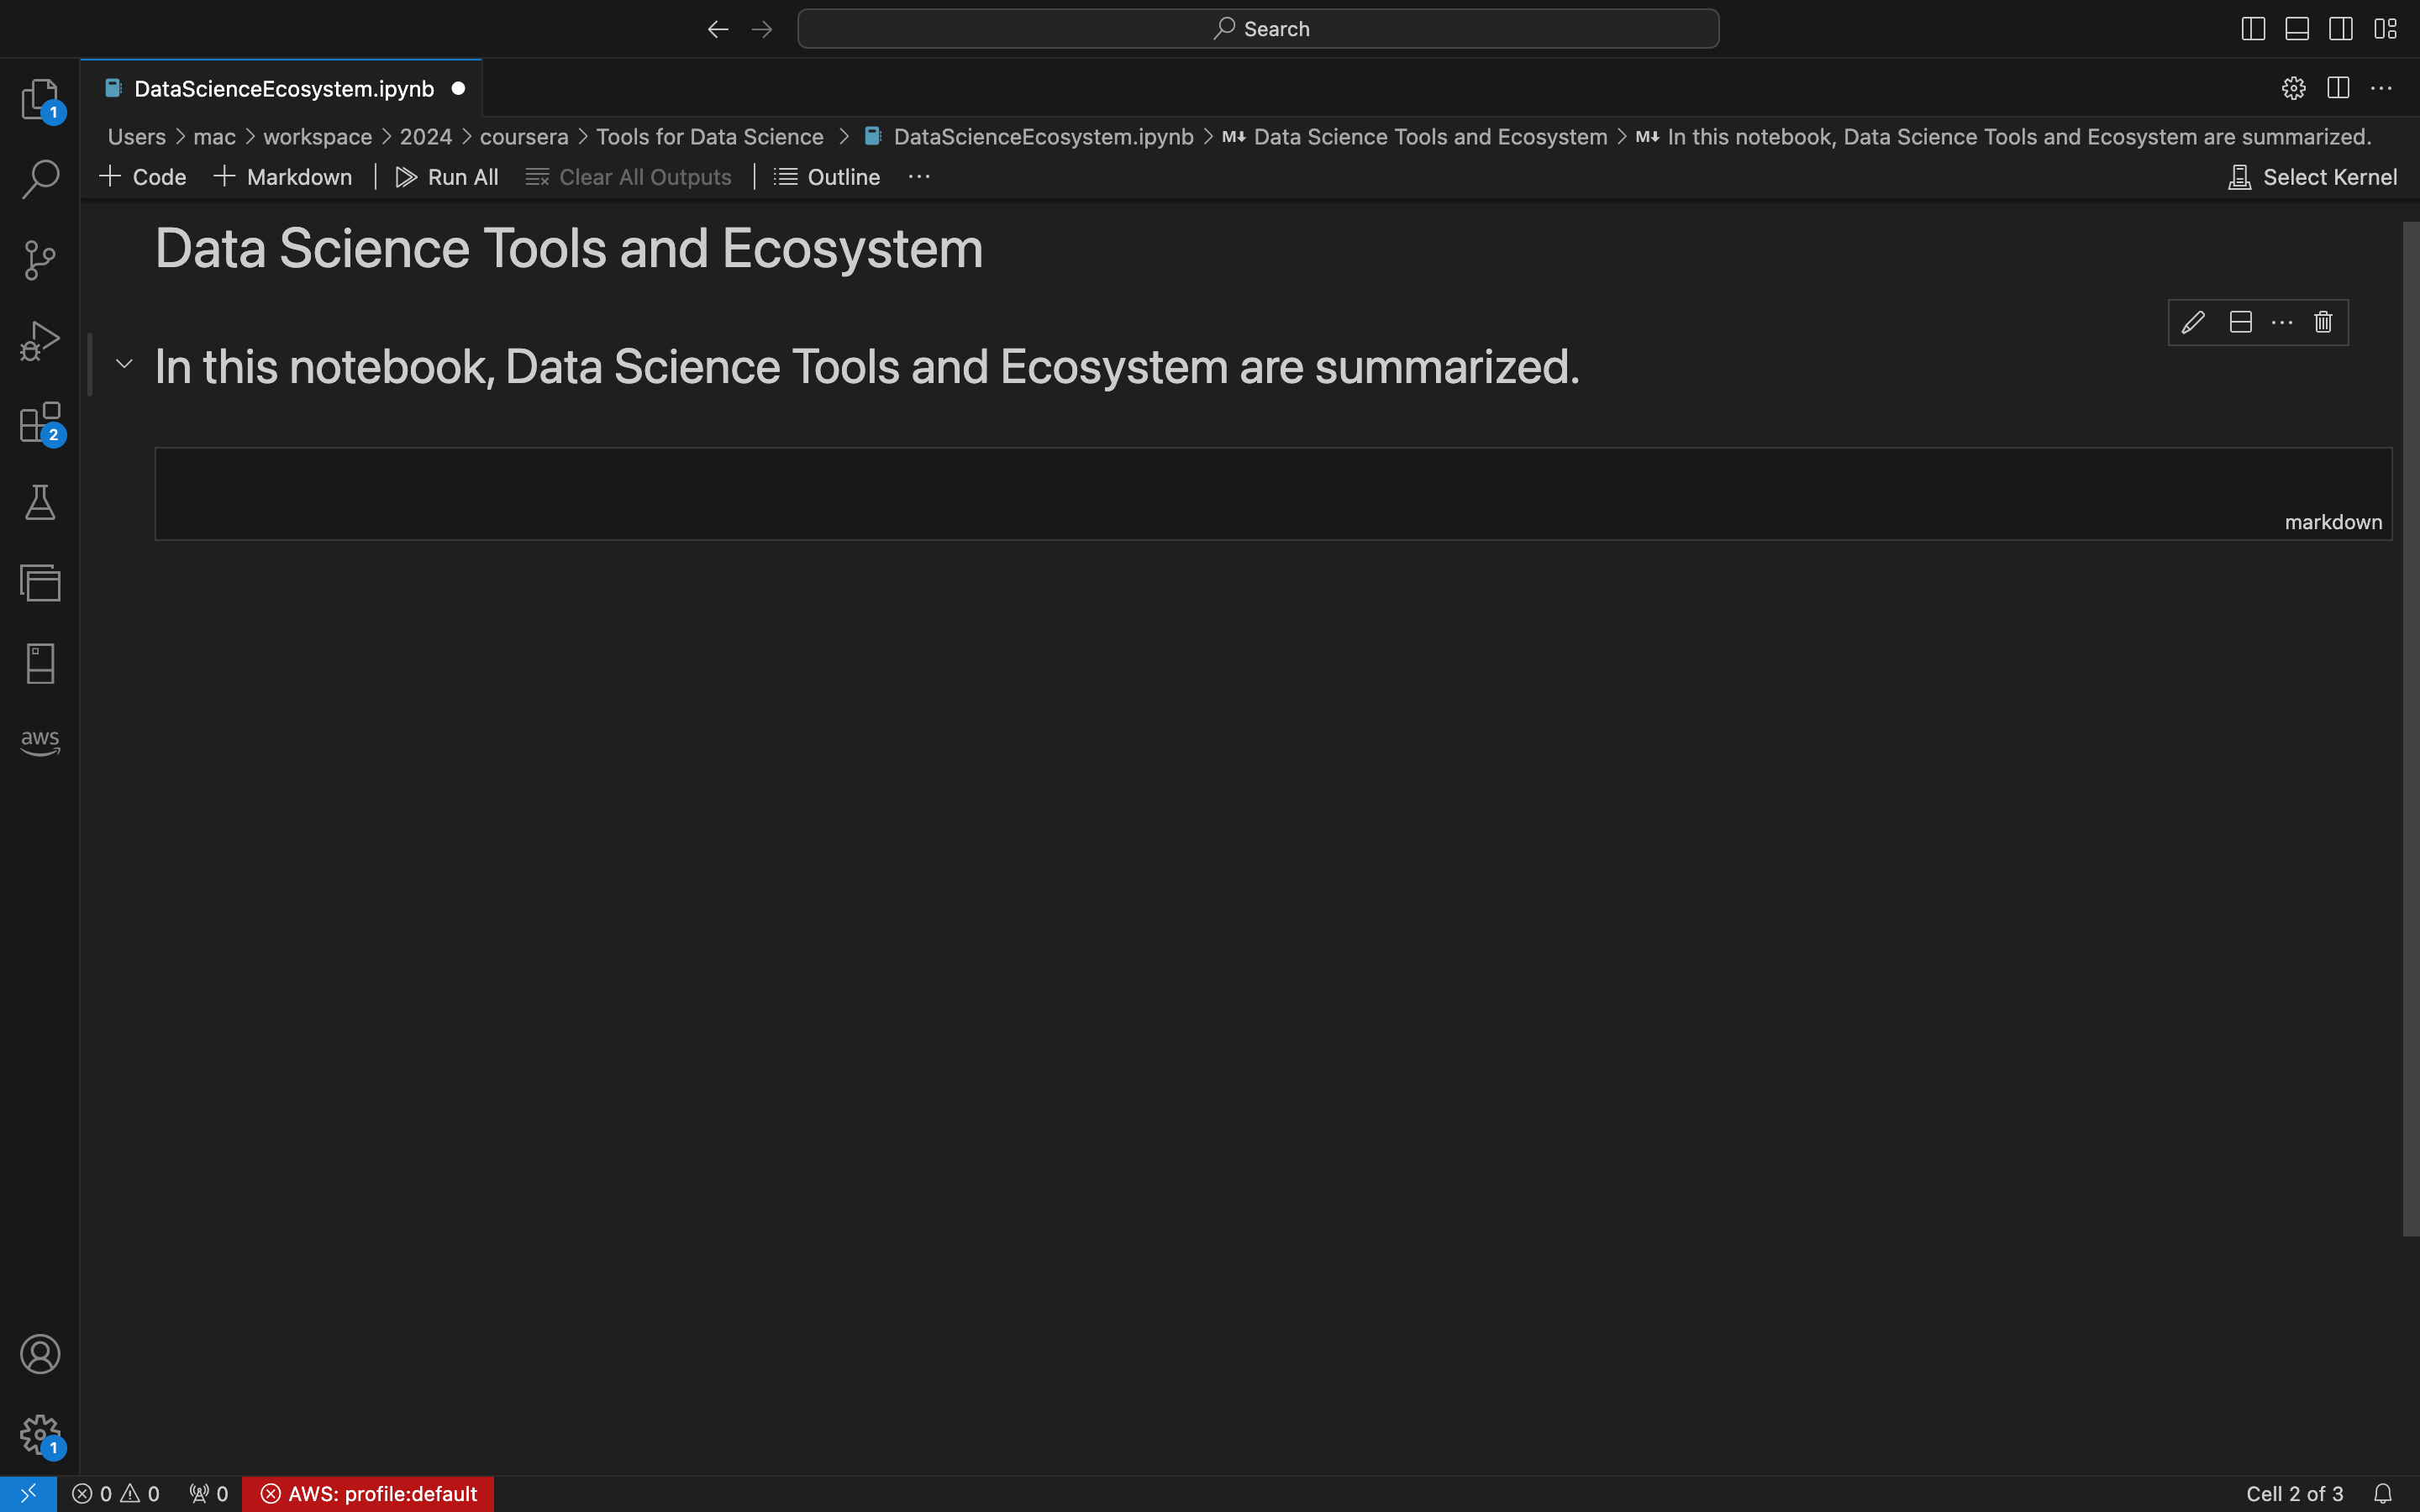 Search
DataScienceEcosystem.ipynb
1
Users > mac > workspace > 2024 > coursera > Tools for Data Science > DataScienceEcosystem.ipynb > M↓ Data Science Tools and Ecosystem > M↓ In this notebook, Data Science Tools and Ecosystem are summarized.
+ Code + Markdown | Run All Clear All Outputs | Outline ··· Select Kernel
Data Science Tools and Ecosystem
In this notebook, Data Science Tools and Ecosystem are summarized.
2
markdown
aws
1
0 0 0 AWS: profile:default Cell 2 of 3